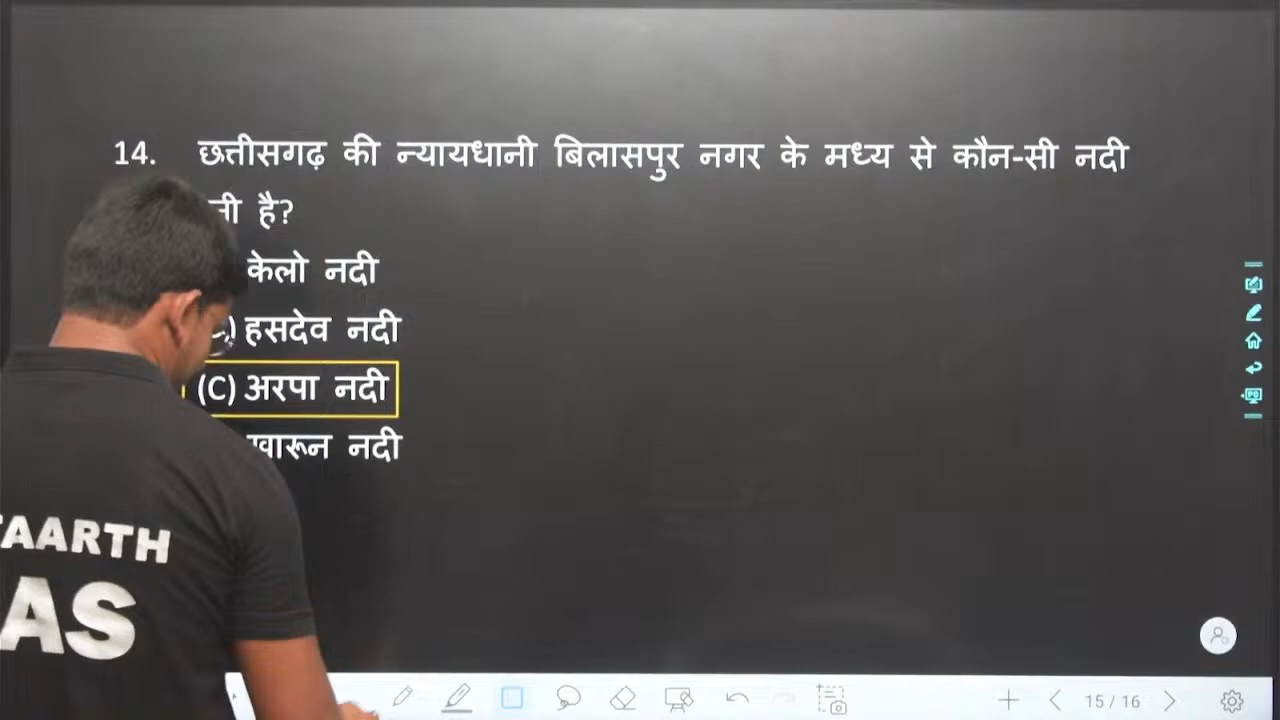 14. छत्तीसगढ़ की न्यायधानी बिलासपुर नगर के मध्य से कौन-सी नदी
है?
केलो नदी
हसदेव नदी
(C) अरपा नदी
नदी
TAARTH
AS
15 / 16